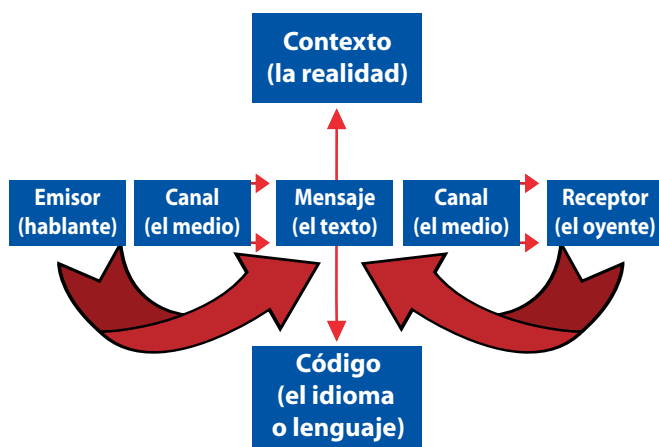 Contexto
(la realidad)
Emisor
(hablante)
Canal
(el medio)
Mensaje
(el texto)
Canal
(el medio)
Receptor
(el oyente)
Código
(el idioma
o lenguaje)